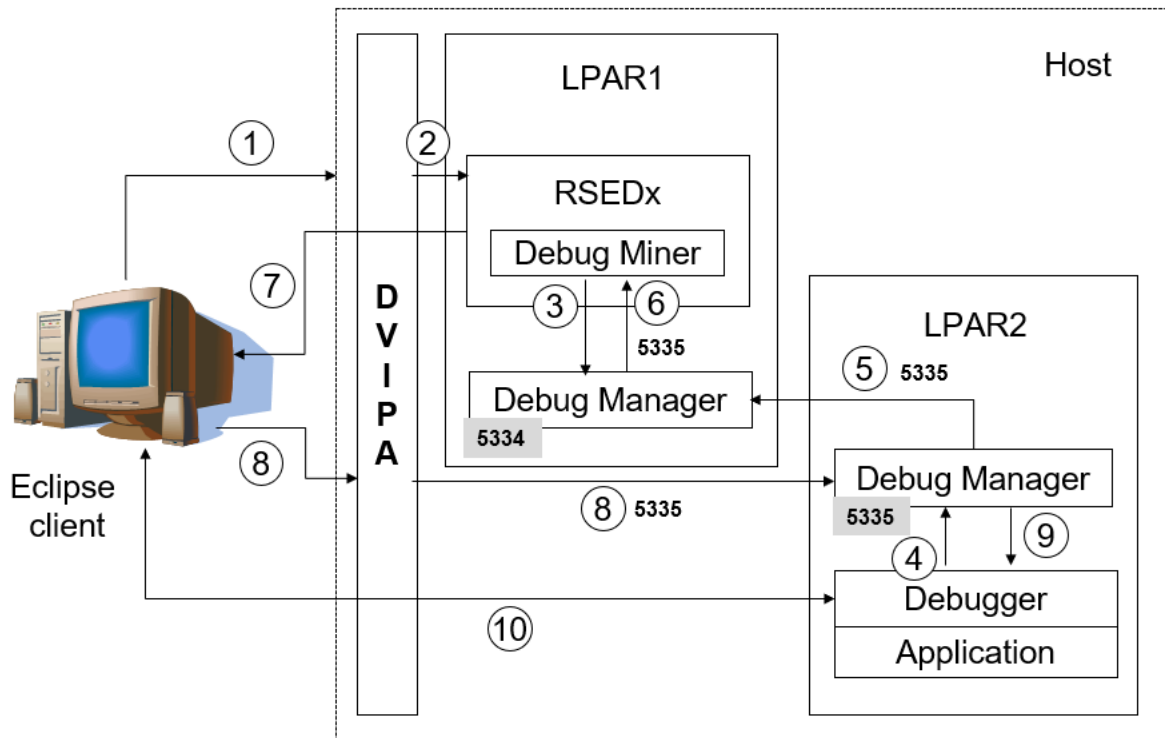 Host
LPAR1
1
2
RSEDx
Debug Miner
7
3
6
5335
DVIPA
LPAR2
5
5335
Debug Manager
5334
8
Eclipse
client
Debug Manager
5335
8
5335
4
9
Debugger
10
Application